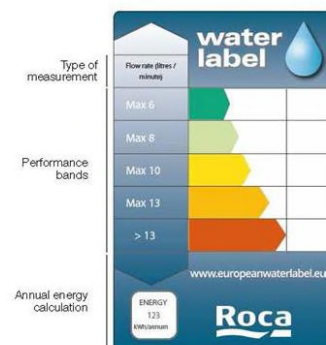 water
label
Type of
measurement
Flow rate (litres /
minute)
Max 6
Max 8
Performance
bands
Max 10
Max 13
> 13
www.europeanwaterlabel.eu
Annual energy
calculation
ENERGY
123
kWh/annum
Roca